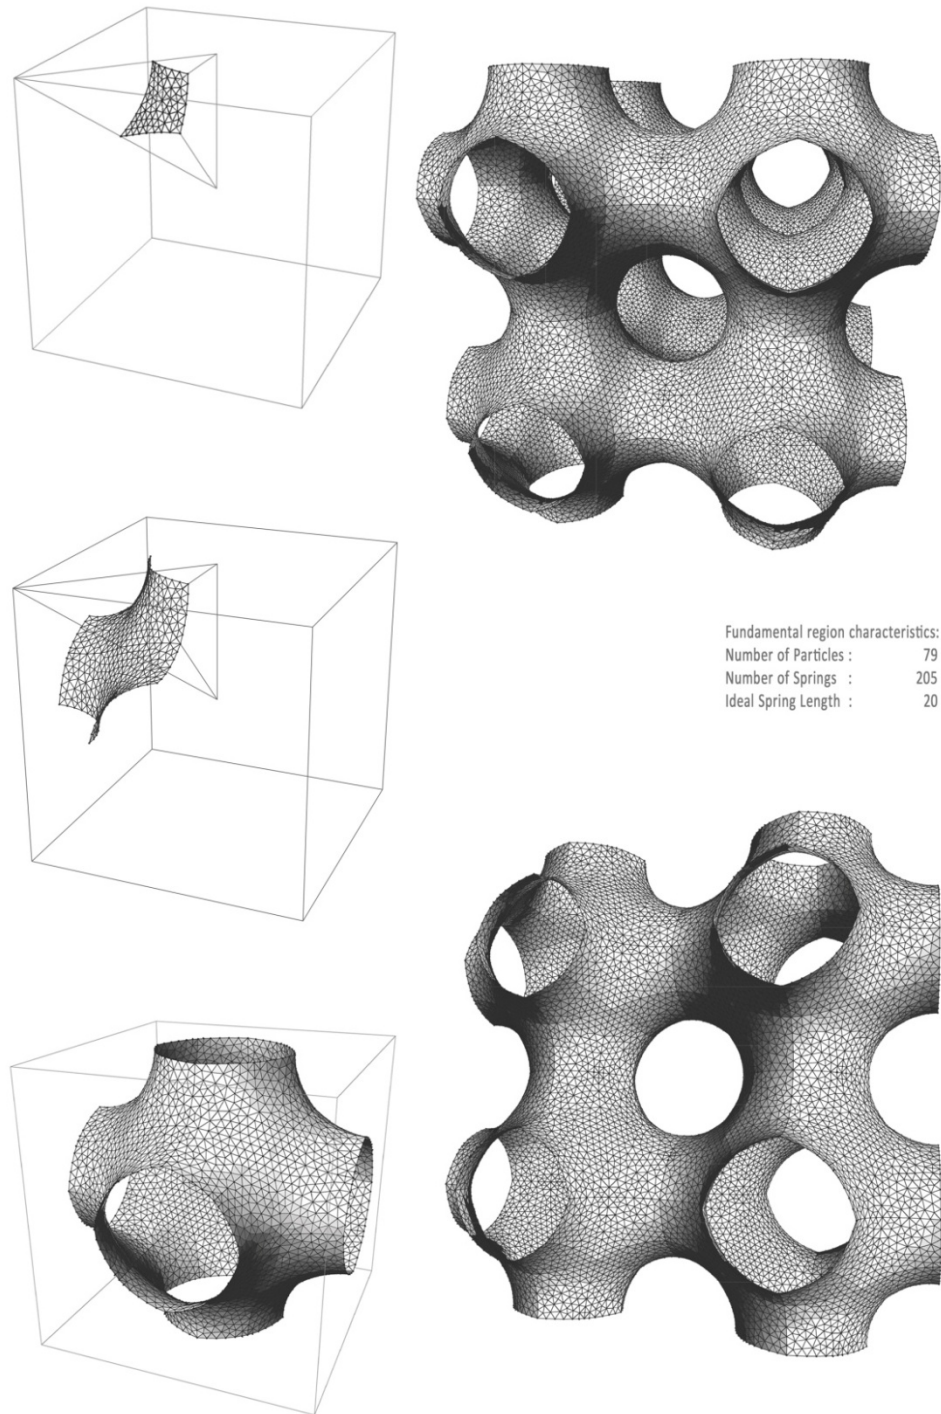 Fundamental region characteristics:
Number of Particles : 79
Number of Springs : 205
Ideal Spring Length : 20